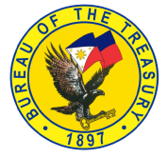 BUREAU OF THE TREASURY
1897